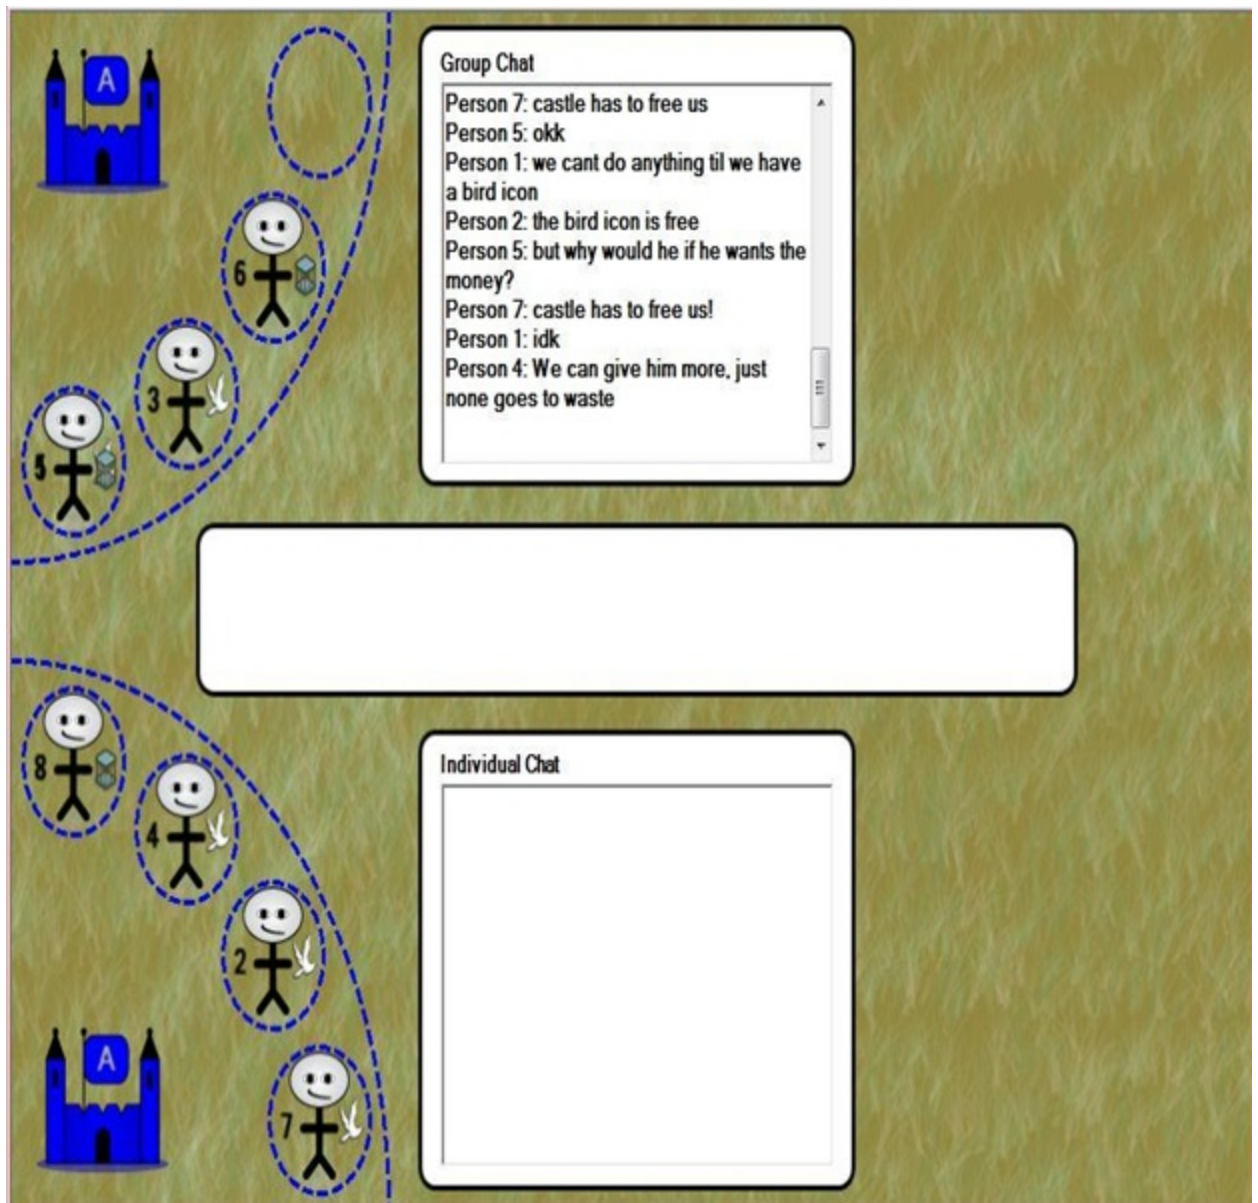 A
Group Chat
Person 7: castle has to free us
Person 5: okk
Person 1: we cant do anything til we have
a bird icon
Person 2: the bird icon is free
Person 5: but why would he if he wants the
money?
Person 7: castle has to free us!
Person 1: idk
Person 4: We can give him more, just
none goes to waste
6
3
5
8
4
2
7
Individual Chat
A